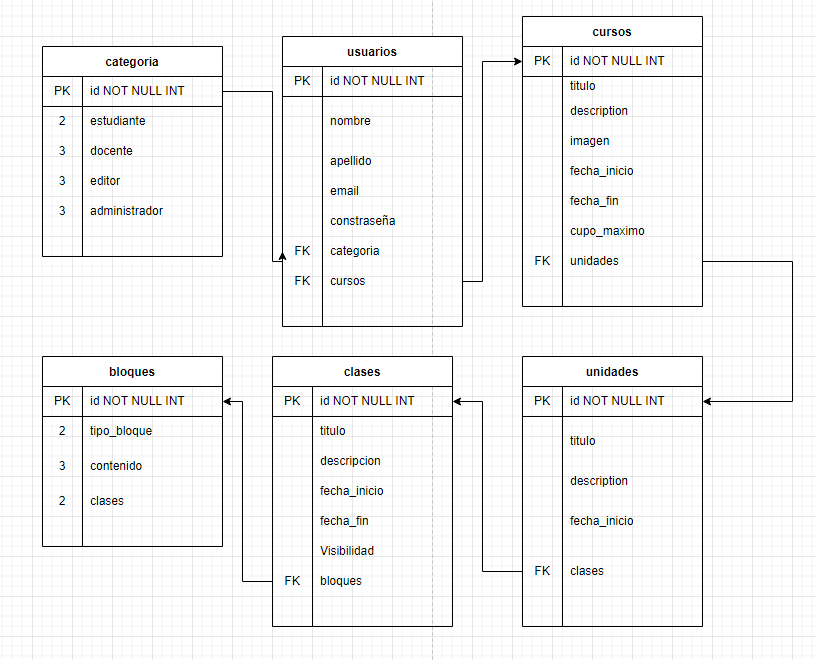 categoria
PK id NOT NULL INT
2 estudiante
3 docente
3 editor
3 administrador
usuarios
PK id NOT NULL INT
nombre
apellido
email
constraseña
FK categoria
FK cursos
cursos
PK id NOT NULL INT
titulo
description
imagen
fecha_inicio
fecha_fin
cupo_maximo
FK unidades
bloques
PK id NOT NULL INT
2 tipo_bloque
3 contenido
2 clases
clases
PK id NOT NULL INT
titulo
descripcion
fecha_inicio
fecha_fin
Visibilidad
FK bloques
unidades
PK id NOT NULL INT
titulo
description
fecha_inicio
FK clases